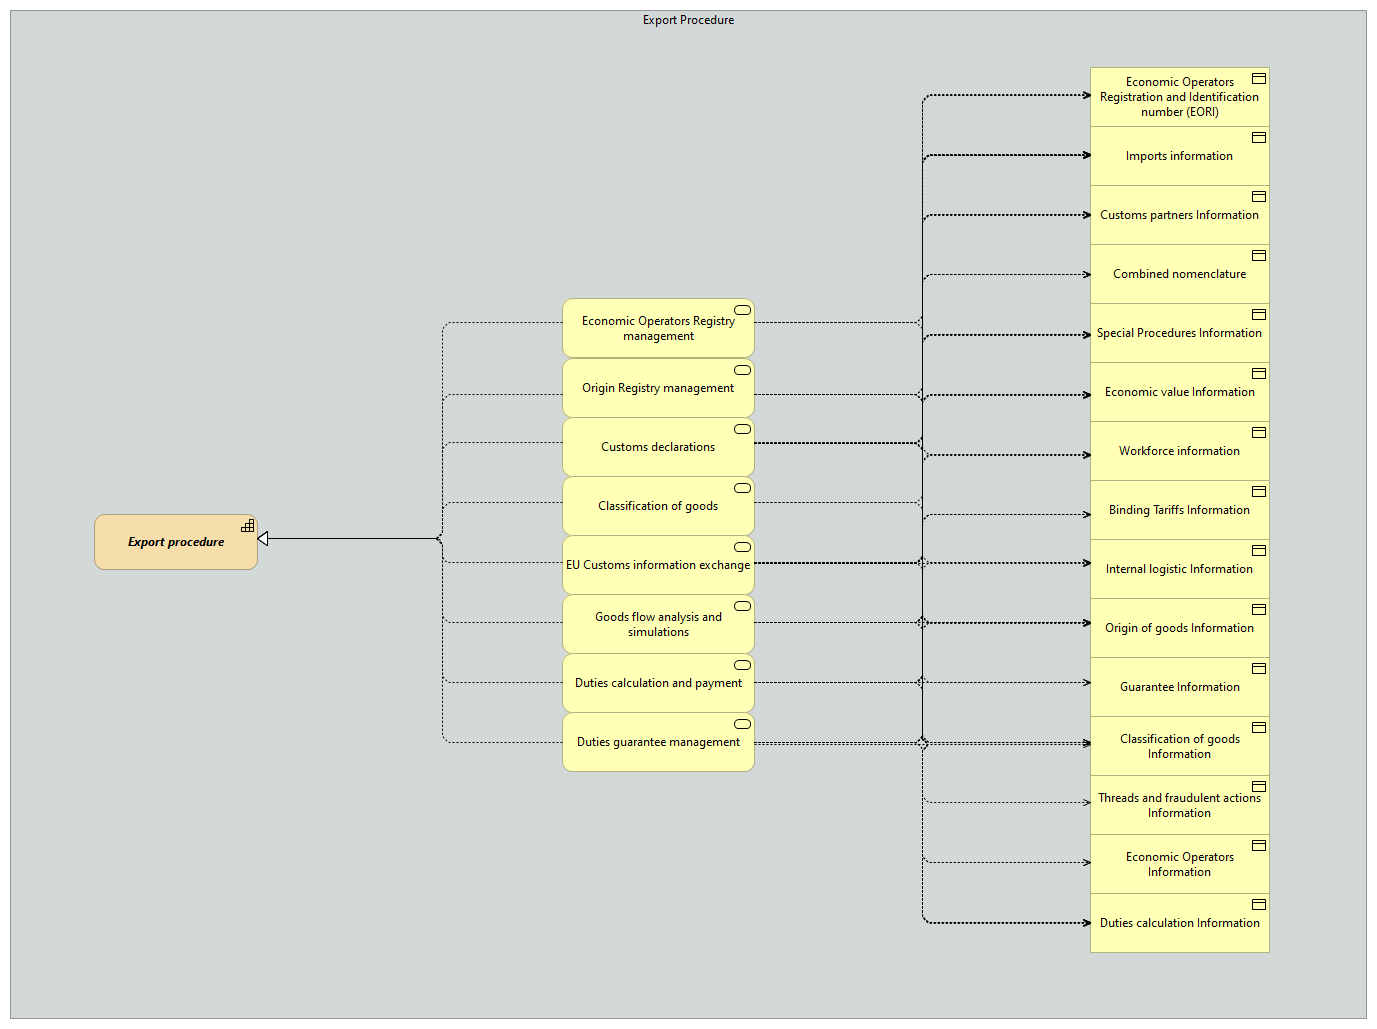 Export Procedure
Export procedure
Economic Operators Registry
management
Origin Registry management
Customs declarations
Classification of goods
EU Customs information exchange
Goods flow analysis and
simulations
Duties calculation and payment
Duties guarantee management
Economic Operators
Registration and Identification
number (EORI)
Imports information
Customs partners Information
Combined nomenclature
Special Procedures Information
Economic value Information
Workforce information
Binding Tariffs Information
Internal logistic Information
Origin of goods Information
Guarantee Information
Classification of goods
Information
Threads and fraudulent actions
Information
Economic Operators
Information
Duties calculation Information